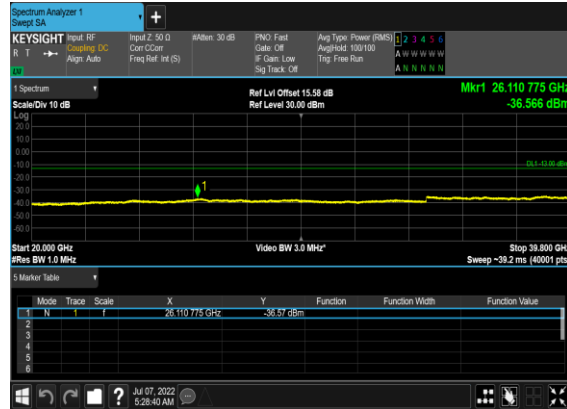 Spectrum Analyzer 1
Swept SA
+
KEYSIGHT Input: RF Input Z: 50 Ω #Atten: 30 dB PNO: Fast Avg Type: Power (RMS) 1 2 3 4 5 6
R T Coupling: DC Corr CCorr Gate: Off Avg|Hold: 100/100 A W W W W W
Align: Auto Freq Ref: Int (S) IF Gain: Low Trig: Free Run
Sig Track: Off A N N N N N
1 Spectrum
Ref Lvl Offset 15.58 dB Mkr1 26.110 775 GHz
Scale/Div 10 dB Ref Level 30.00 dBm -36.566 dBm
Log
20.0
10.0
0.00
-10.0
DL1 -13.00 dBm
-20.0
-30.0
1
-40.0
-50.0
-60.0
Start 20.000 GHz Video BW 3.0 MHz* Stop 39.800 GHz
#Res BW 1.0 MHz Sweep ~39.2 ms (40001 pts)
5 Marker Table
Mode Trace Scale X Y Function Function Width Function Value
1 N 1 f 26.110 775 GHz -36.57 dBm
2
3
4
5
6
? Jul 07, 2022
5:28:40 AM